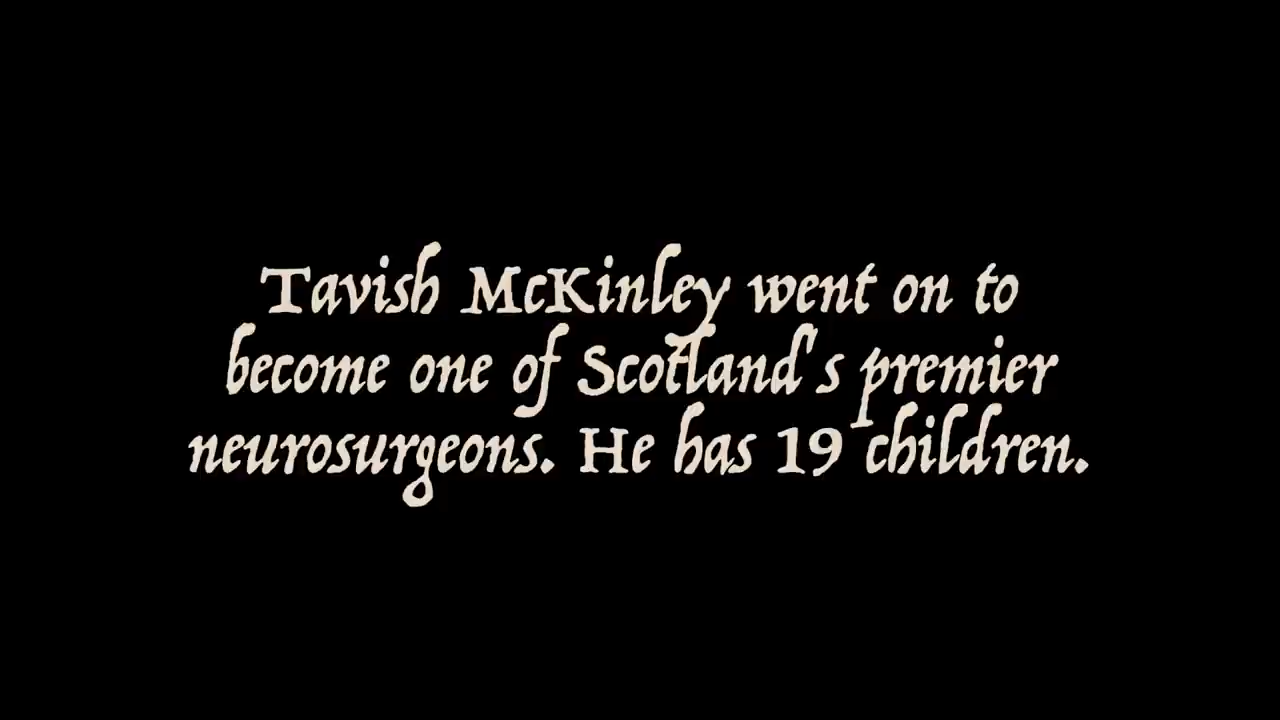 Tavish McKinley went on to
become one of Scotland's premier
neurosurgeons. He has 19 children.